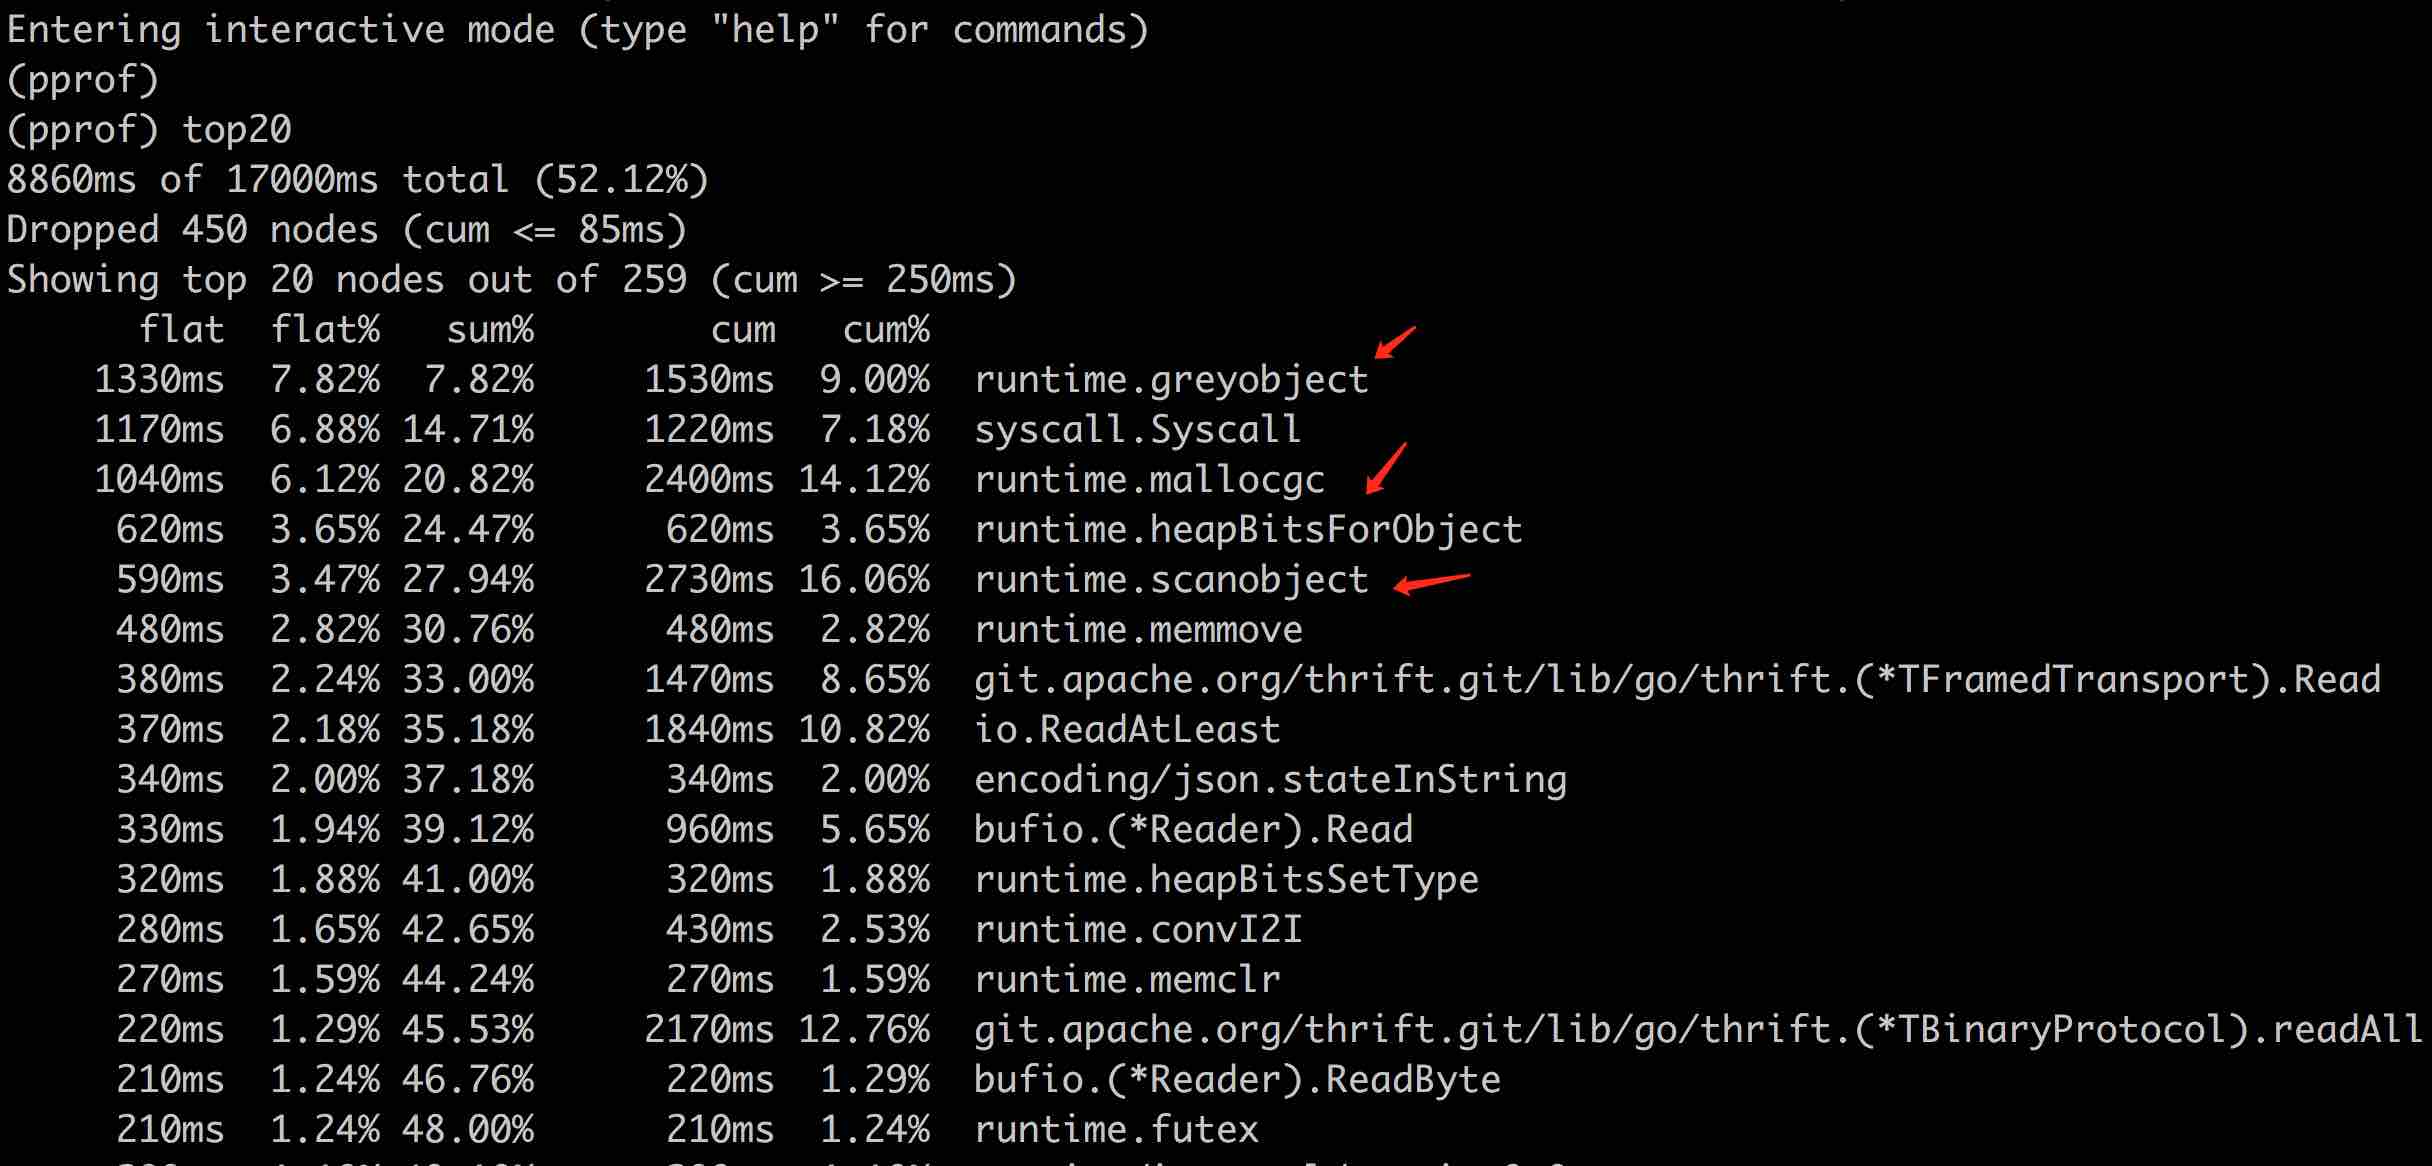 Entering interactive mode (type "help" for commands)
(pprof)
(pprof) top20
8860ms of 17000ms total (52.12%)
Dropped 450 nodes (cum <= 85ms)
Showing top 20 nodes out of 259 (cum >= 250ms)
flat flat% sum% cum cum%
1330ms 7.82% 7.82% 1530ms 9.00% runtime.greyobject
1170ms 6.88% 14.71% 1220ms 7.18% syscall.Syscall
1040ms 6.12% 20.82% 2400ms 14.12% runtime.mallocgc
620ms 3.65% 24.47% 620ms 3.65% runtime.heapBitsForObject
590ms 3.47% 27.94% 2730ms 16.06% runtime.scanobject
480ms 2.82% 30.76% 480ms 2.82% runtime.memmove
380ms 2.24% 33.00% 1470ms 8.65% git.apache.org/thrift.git/lib/go/thrift.(*TFramedTransport).Read
370ms 2.18% 35.18% 1840ms 10.82% io.ReadAtLeast
340ms 2.00% 37.18% 340ms 2.00% encoding/json.stateInString
330ms 1.94% 39.12% 960ms 5.65% bufio.(*Reader).Read
320ms 1.88% 41.00% 320ms 1.88% runtime.heapBitsSetType
280ms 1.65% 42.65% 430ms 2.53% runtime.convI2I
270ms 1.59% 44.24% 270ms 1.59% runtime.memclr
220ms 1.29% 45.53% 2170ms 12.76% git.apache.org/thrift.git/lib/go/thrift.(*TBinaryProtocol).readAll
210ms 1.24% 46.76% 220ms 1.29% bufio.(*Reader).ReadByte
210ms 1.24% 48.00% 210ms 1.24% runtime.futex